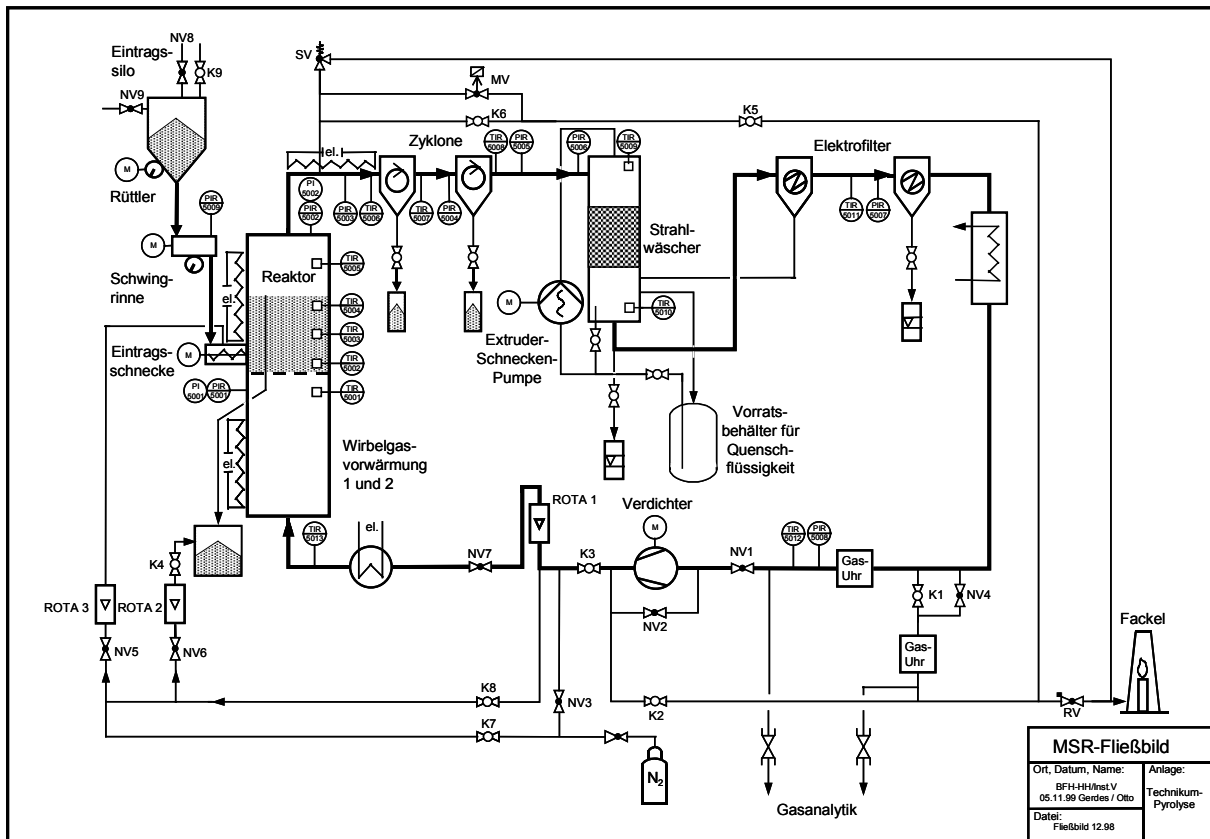 NV8
Eintrags-
silo
K9
NV9
M
Rüttler
PIR
5009
M
Schwing-
rinne
el.
M
Eintrags-
schnecke
PI
5001
PIR
5001
el.
Reaktor
TIR
5005
TIR
5004
TIR
5003
TIR
5002
TIR
5001
Wirbelgas-
vorwärmung
1 und 2
SV
MV
K6
K5
el.
PI
5002
PIR
5002
PIR
5003
TIR
5006
Zyklone
TIR
5007
PIR
5004
TIR
5008
PIR
5005
PIR
5006
TIR
5009
Strahl-
wäscher
TIR
5010
M
Extruder-
Schnecken-
Pumpe
Vorrats-
behälter für
Quensch-
flüssigkeit
Elektrofilter
TIR
5011
PIR
5007
K4
ROTA 3
ROTA 2
NV5
NV6
TIR
5013
el.
NV7
ROTA 1
K3
Verdichter
M
NV1
NV2
TIR
5012
PIR
5008
Gas-
Uhr
K1
NV4
Gas-
Uhr
K8
K7
NV3
K2
N2
Gasanalytik
RV
Fackel
MSR-Fließbild
Ort, Datum, Name:
BFH-HH/Inst.V
05.11.99 Gerdes / Otto
Datei:
Fließbild 12.98
Anlage:
Technikum-
Pyrolyse